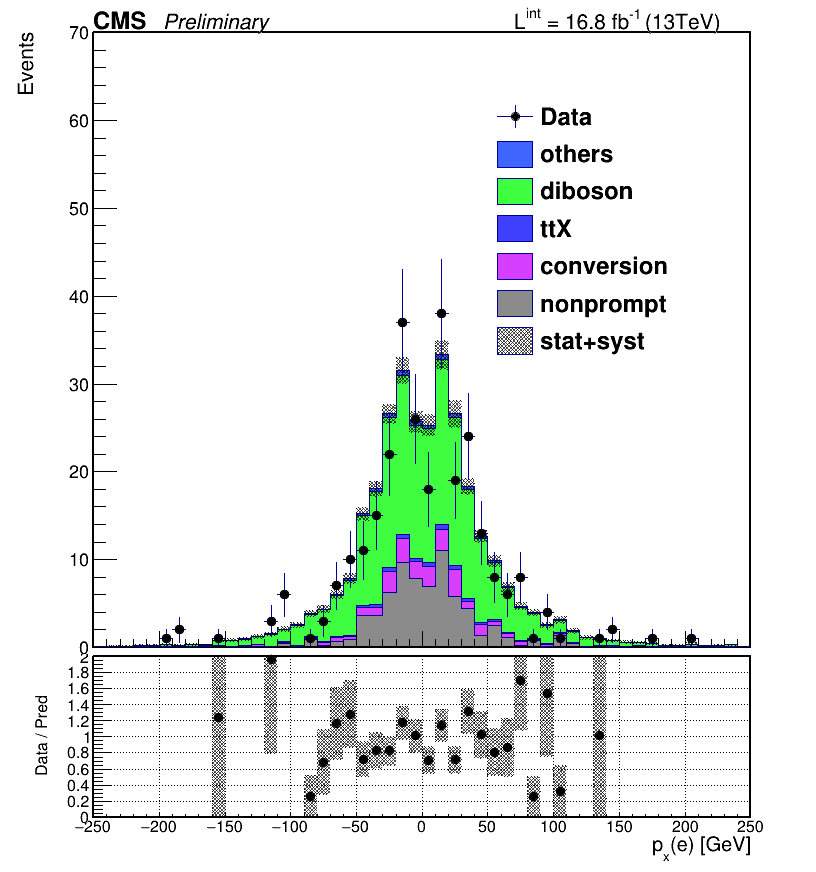 CMS Preliminary L^int = 16.8 fb^-1 (13TeV)
Events
70
60
50
40
30
20
10
0
Data
others
diboson
ttX
conversion
nonprompt
stat+syst
Data / Pred
2
1.8
1.6
1.4
1.2
1
0.8
0.6
0.4
0.2
0
−250 −200 −150 −100 −50 0 50 100 150 200 250
p_x(e) [GeV]